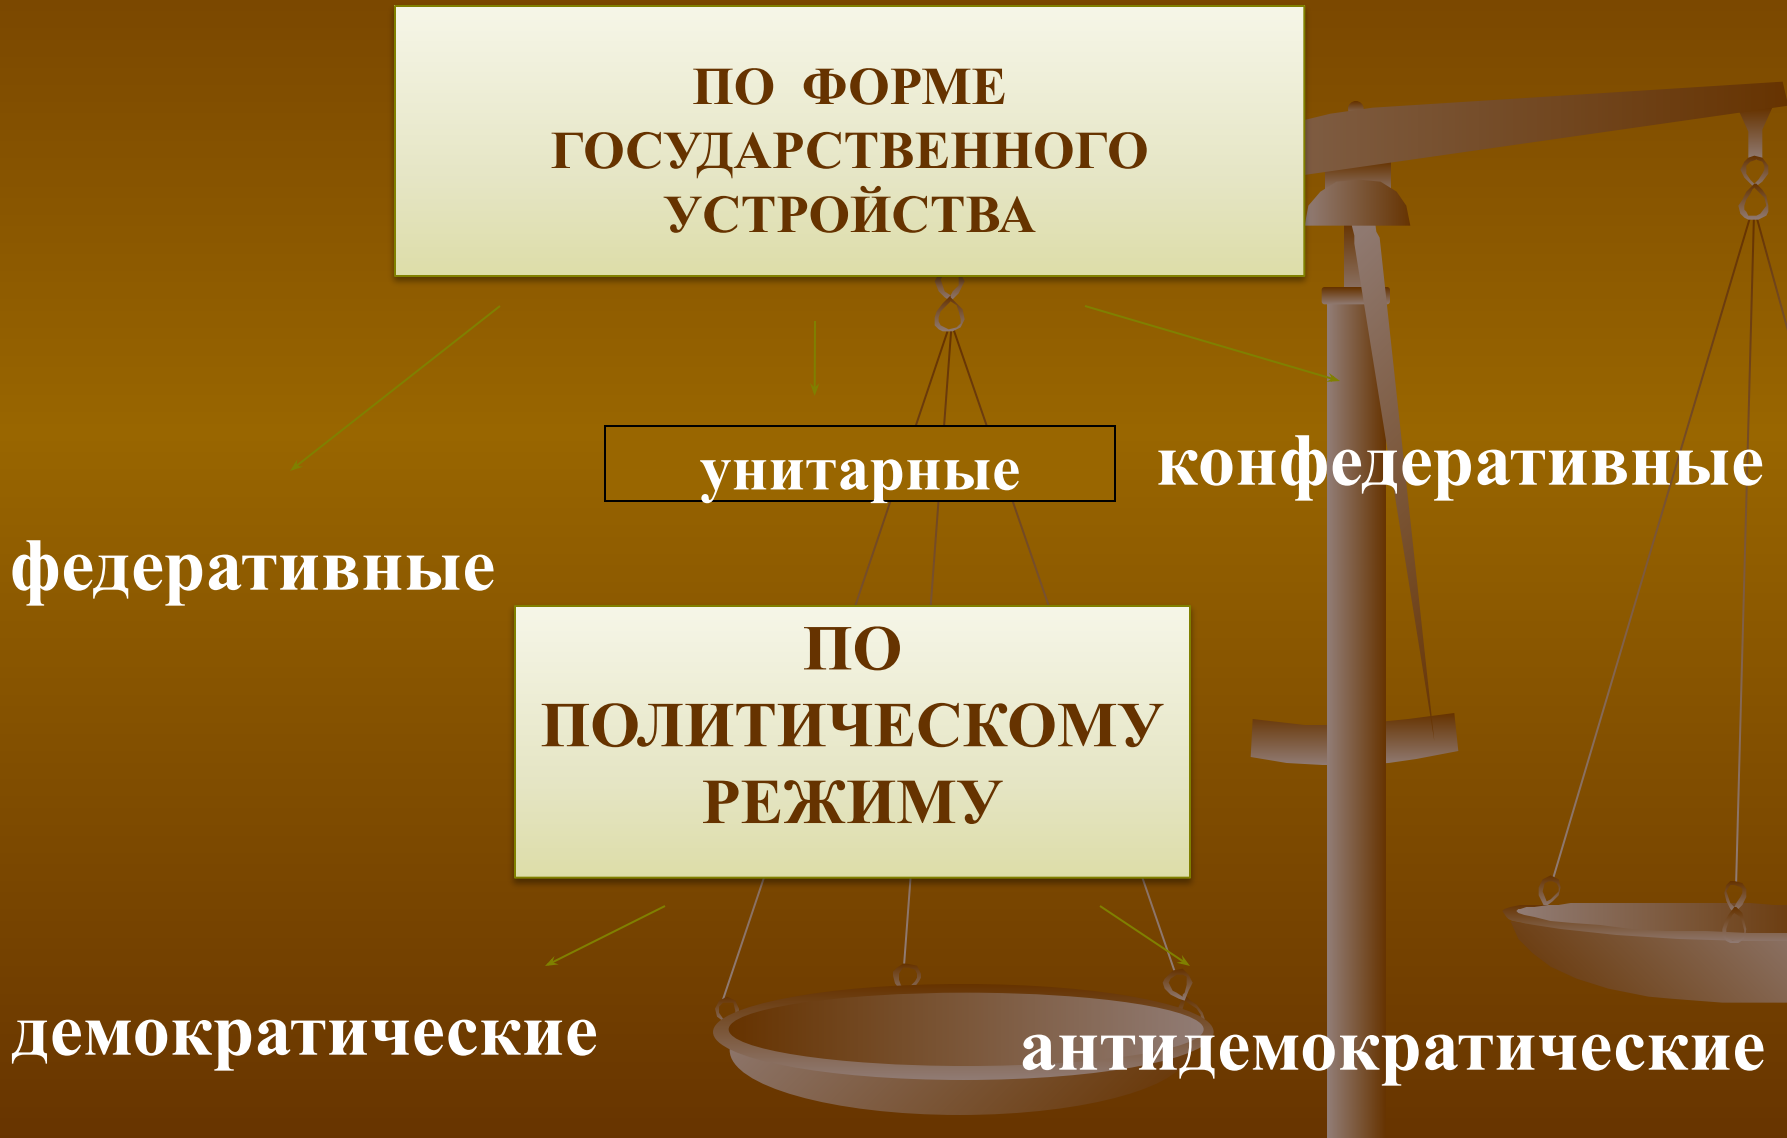 ПО ФОРМЕ
ГОСУДАРСТВЕННОГО
УСТРОЙСТВА
унитарные
конфедеративные
федеративные
ПО
ПОЛИТИЧЕСКОМУ
РЕЖИМУ
демократические
антидемократические